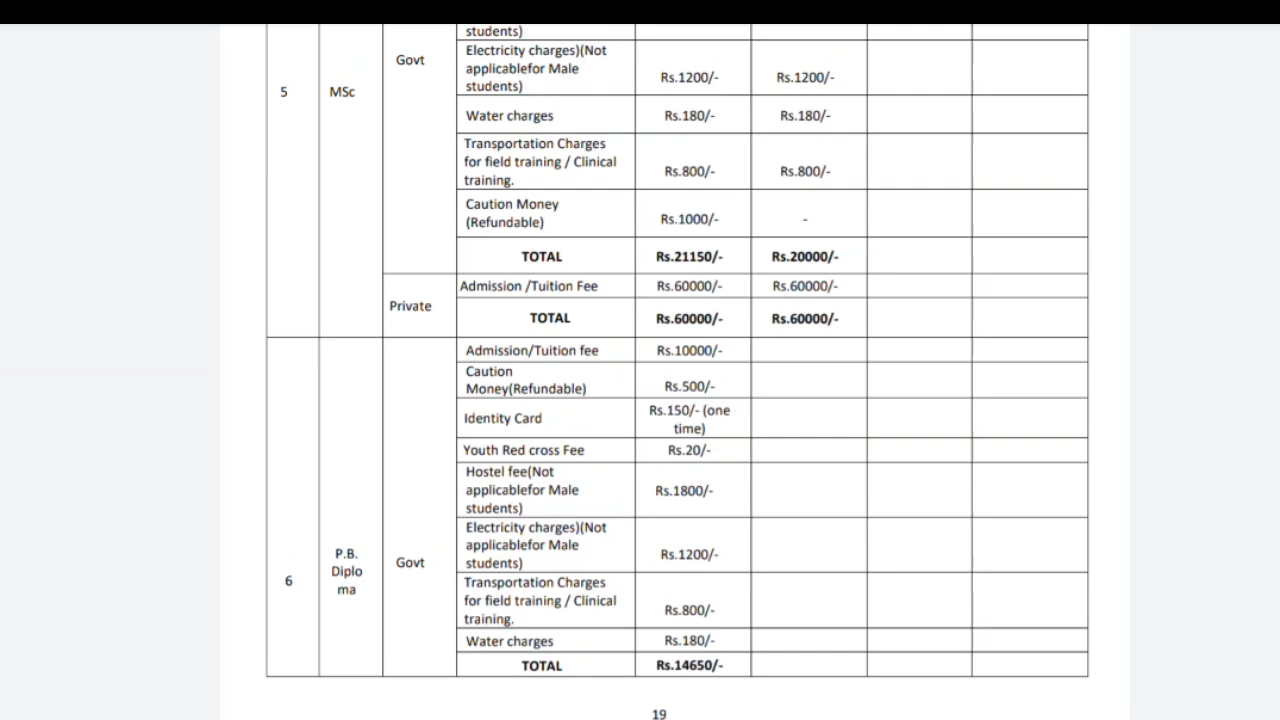 students)
Govt
Electricity charges)(Not
applicablefor Male
students)
Rs.1200/-
Rs.1200/-
5
MSc
Water charges
Rs.180/-
Rs.180/-
Transportation Charges
for field training / Clinical
training.
Rs.800/-
Rs.800/-
Caution Money
(Refundable)
Rs.1000/-
-
TOTAL
Rs.21150/-
Rs.20000/-
Private
Admission /Tuition Fee
Rs.60000/-
Rs.60000/-
TOTAL
Rs.60000/-
Rs.60000/-
6
P.B.
Diplo
ma
Govt
Admission/Tuition fee
Rs.10000/-
Caution
Money(Refundable)
Rs.500/-
Identity Card
Rs.150/- (one
time)
Youth Red cross Fee
Rs.20/-
Hostel fee(Not
applicablefor Male
students)
Rs.1800/-
Electricity charges)(Not
applicablefor Male
students)
Rs.1200/-
Transportation Charges
for field training / Clinical
training.
Rs.800/-
Water charges
Rs.180/-
TOTAL
Rs.14650/-
19